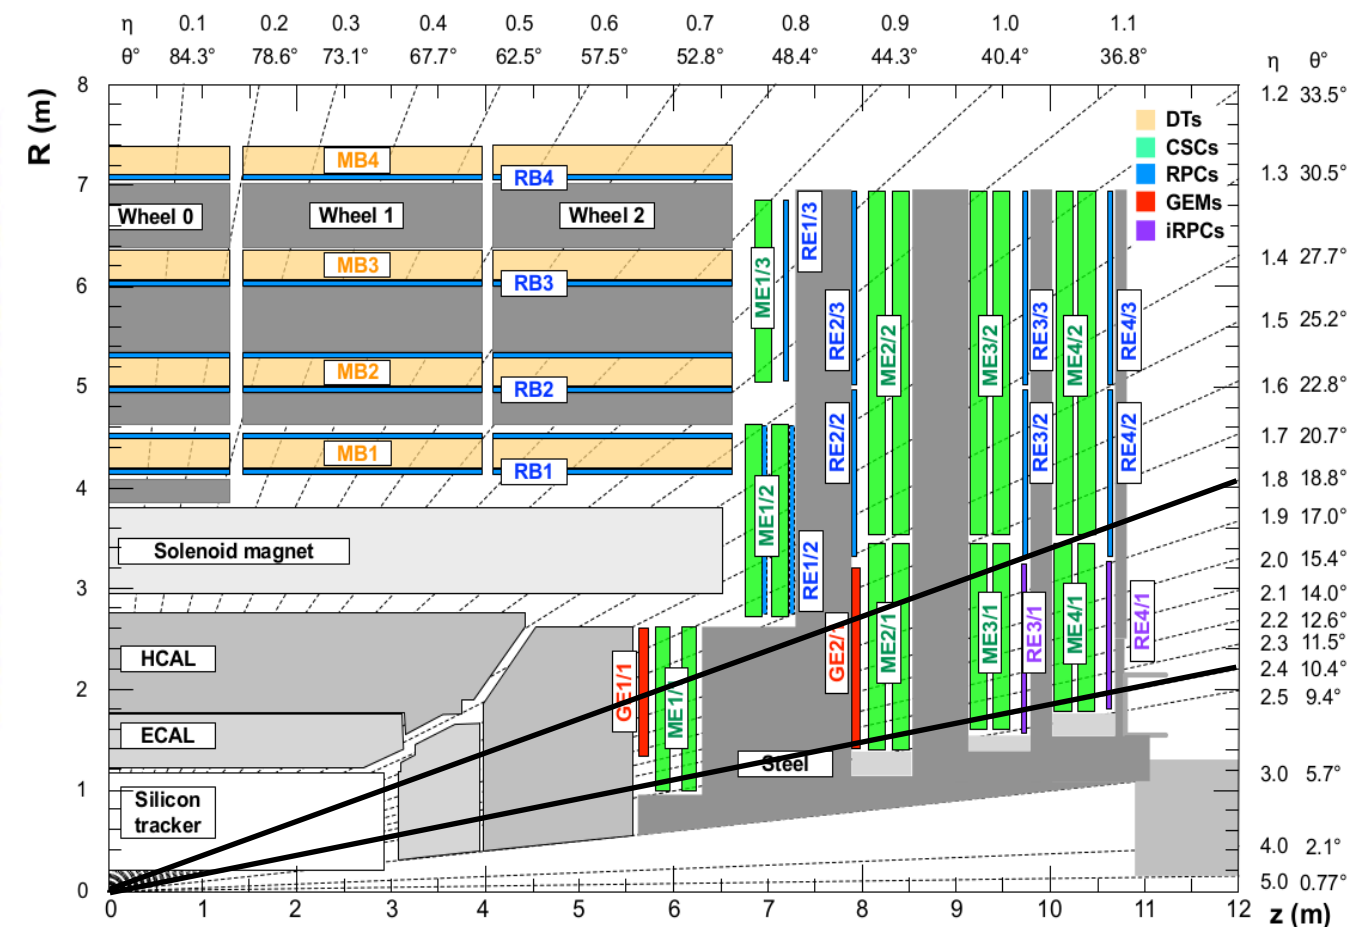 η 0.1 0.2 0.3 0.4 0.5 0.6 0.7 0.8 0.9 1.0 1.1
θ° 84.3° 78.6° 73.1° 67.7° 62.5° 57.5° 52.8° 48.4° 44.3° 40.4° 36.8°
η θ°
R (m)
8
7
6
5
4
3
2
1
0
1.2 33.5°
1.3 30.5°
1.4 27.7°
1.5 25.2°
1.6 22.8°
1.7 20.7°
1.8 18.8°
1.9 17.0°
2.0 15.4°
2.1 14.0°
2.2 12.6°
2.3 11.5°
2.4 10.4°
2.5 9.4°
3.0 5.7°
4.0 2.1°
5.0 0.77°
DTs
CSCs
RPCs
GEMs
iRPCs
MB4
RB4
Wheel 0
Wheel 1
Wheel 2
MB3
RB3
MB2
RB2
MB1
RB1
Solenoid magnet
HCAL
ECAL
Silicon
tracker
Steel
ME1/3
RE1/3
ME1/2
RE1/2
RE2/3
RE2/2
ME2/2
ME3/2
RE3/3
RE3/2
ME4/2
RE4/3
RE4/2
ME2/1
ME3/1
RE3/1
ME4/1
RE4/1
0 1 2 3 4 5 6 7 8 9 10 11 12 z (m)